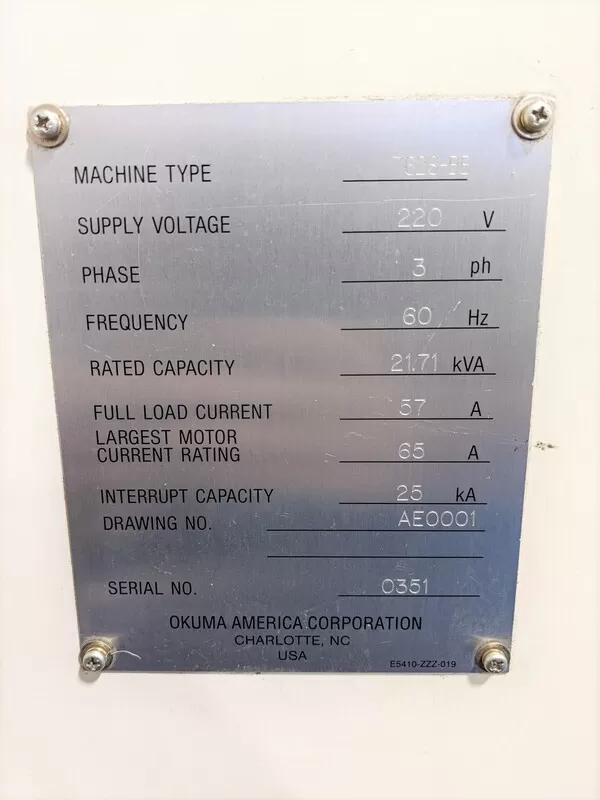 MACHINE TYPE
SUPPLY VOLTAGE 220 V
PHASE 3 ph
FREQUENCY 60 Hz
RATED CAPACITY 21.71 kVA
FULL LOAD CURRENT 57 A
LARGEST MOTOR
CURRENT RATING 65 A
INTERRUPT CAPACITY 25 kA
DRAWING NO. AE0001
SERIAL NO. 0351
OKUMA AMERICA CORPORATION
CHARLOTTE, NC
USA
E5410-ZZZ-019